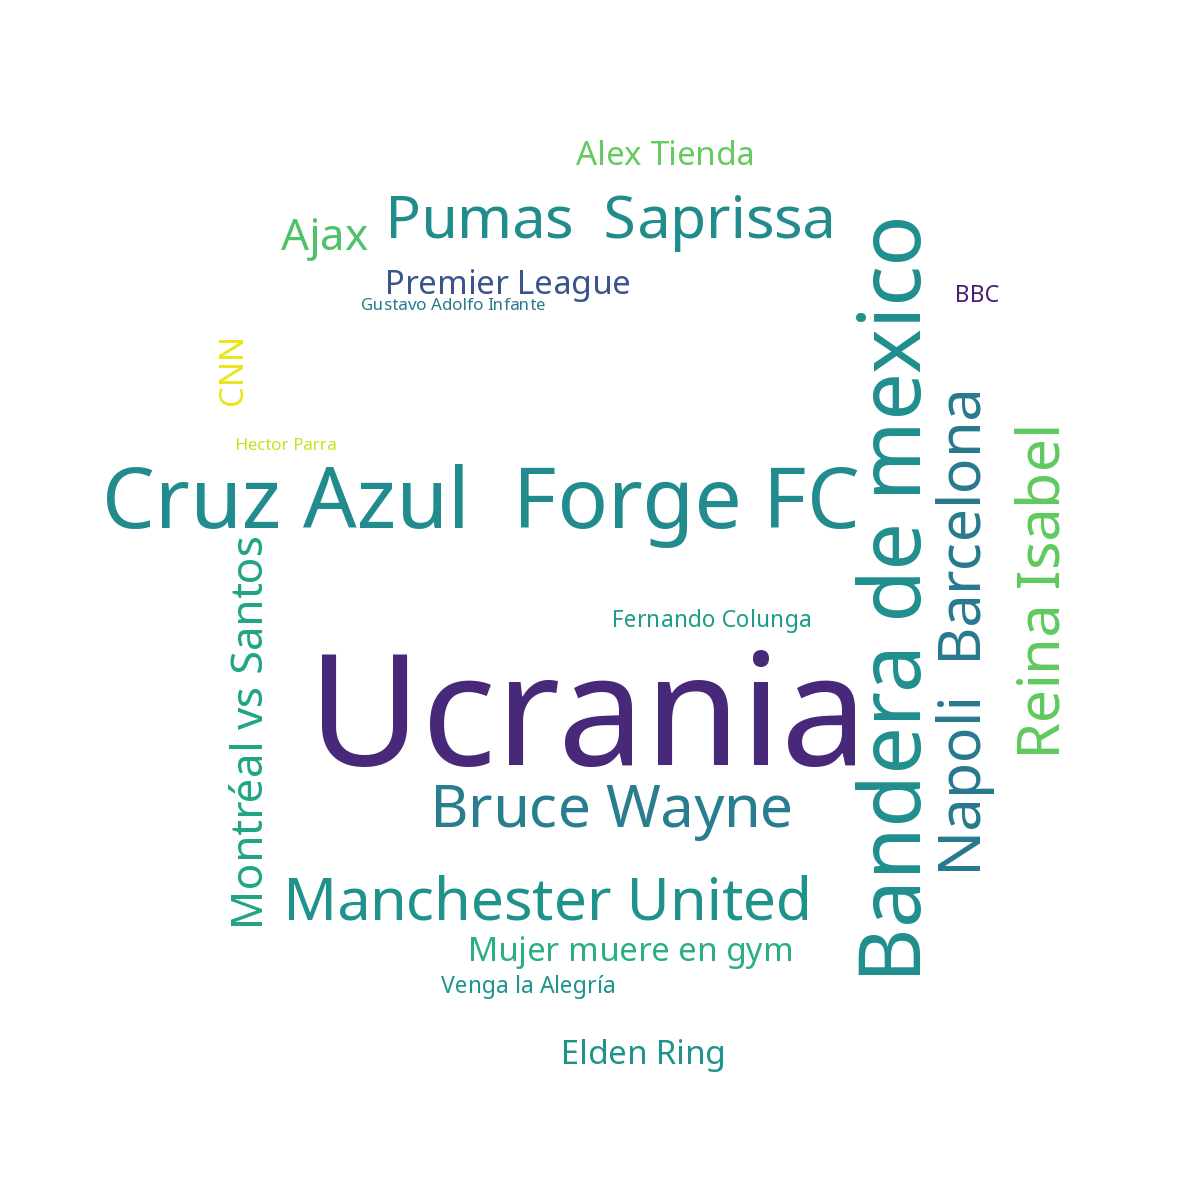 Alex Tienda
Pumas  Saprissa
Ajax
Premier League
Gustavo Adolfo Infante
BBC
CNN
Hector Parra
Cruz Azul  Forge FC
Bandera de mexico
Napoli  Barcelona
Reina Isabel
Montréal vs Santos
Fernando Colunga
Ucrania
Bruce Wayne
Manchester United
Mujer muere en gym
Venga la Alegría
Elden Ring